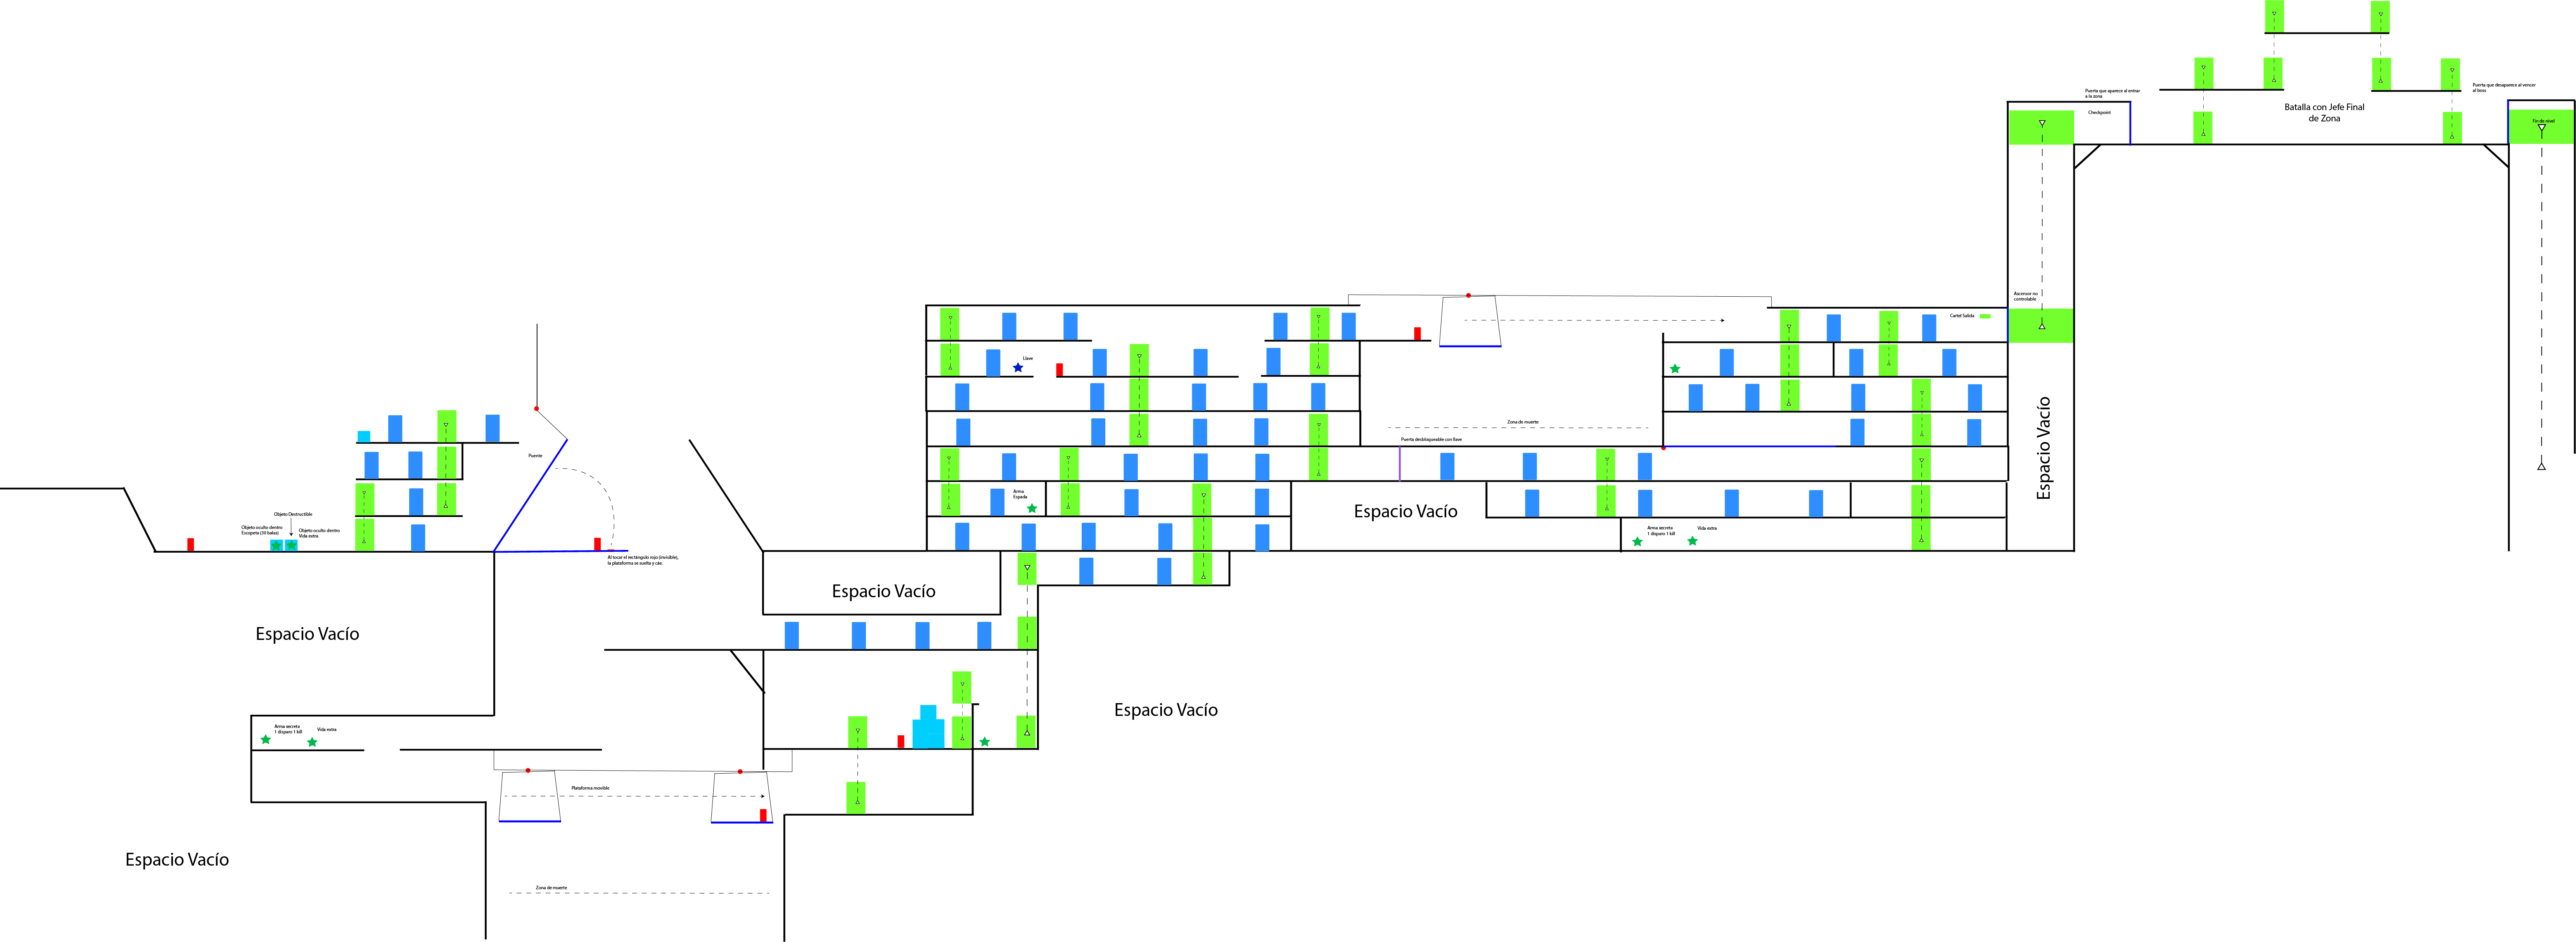 Puerta que desaparece al vencer
al boss
Puerta que aparece al entrar
a la zona
Checkpoint
Batalla con Jefe Final
de Zona
Fin de nivel
Ascensor no
controlable
Cartel Salida
Llave
Zona de muerte
Puerta desbloqueable con llave
Puente
Espacio Vacío
Arma
Espada
Espacio Vacío
Objeto Destructible
Objeto oculto dentro
Escopeta (30 balas)
Objeto oculto dentro
Vida extra
Arma secreta
1 disparo 1 kill
Vida extra
Al tocar el rectángulo rojo (invisible),
la plataforma se suelta y cáe.
Espacio Vacío
Espacio Vacío
Espacio Vacío
Arma secreta
1 disparo 1 kill
Vida extra
Plataforma movible
Espacio Vacío
Zona de muerte